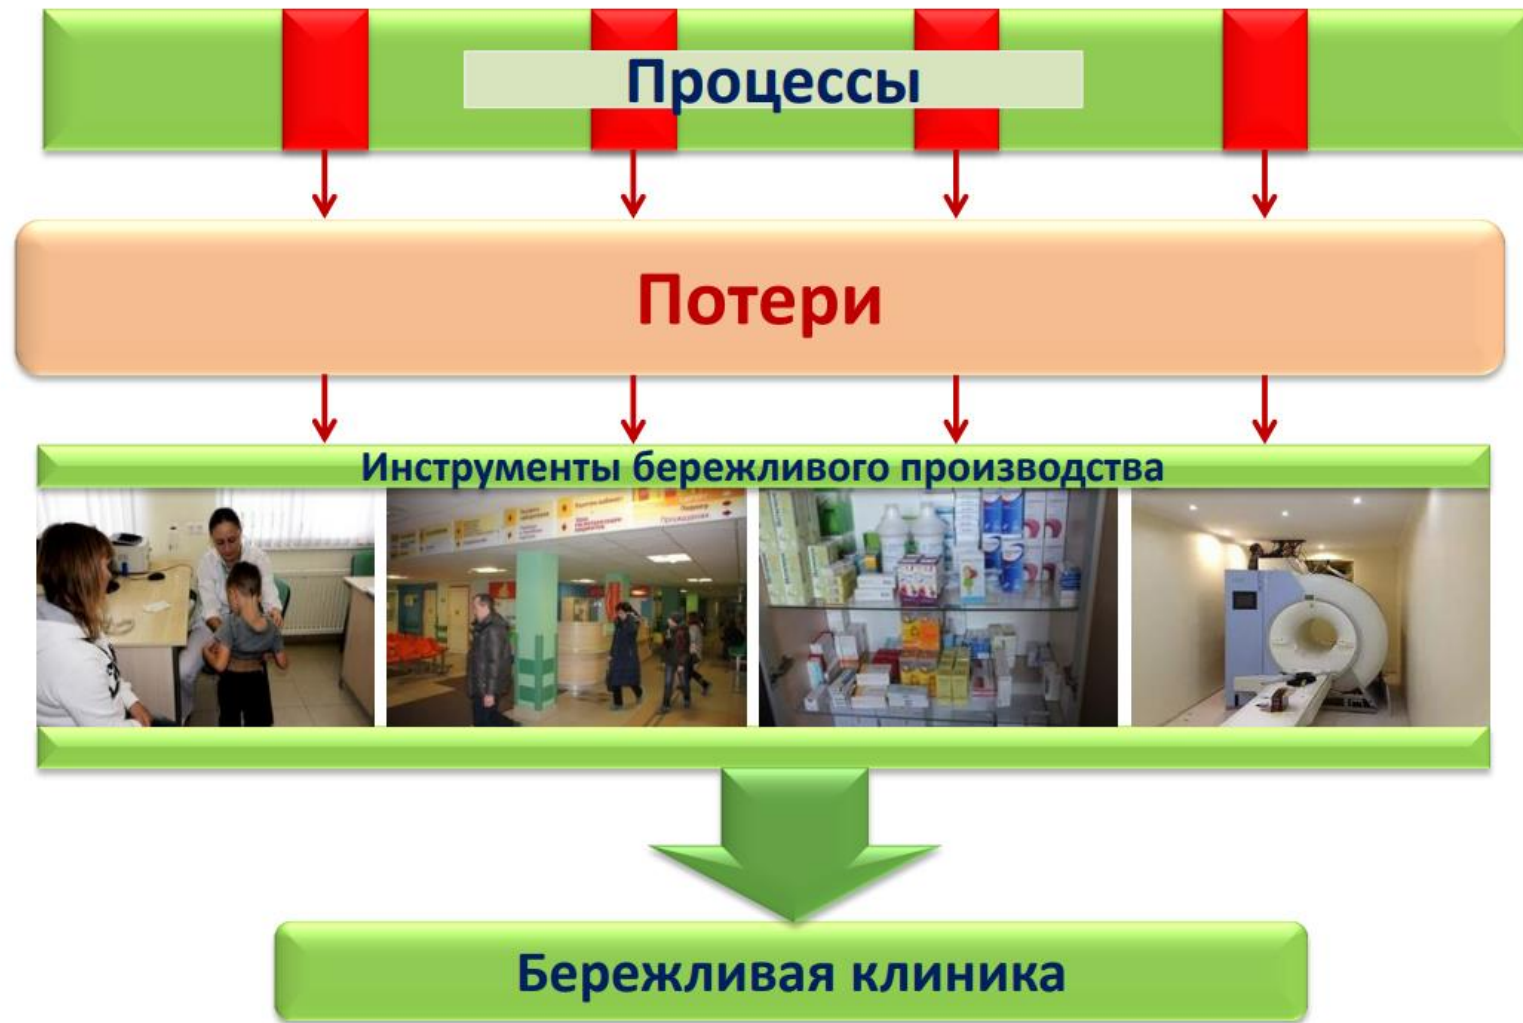 Процессы
Потери
Инструменты бережливого производства
Бережливая клиника